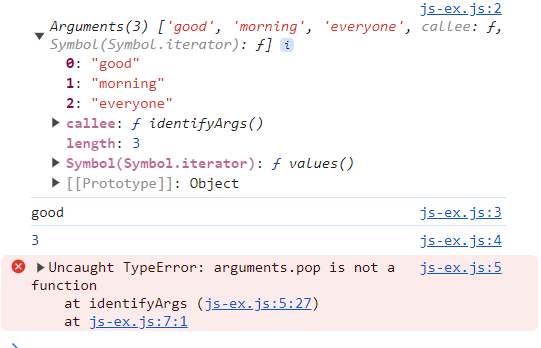 js-ex.js:2
Arguments(3) ['good', 'morning', 'everyone', callee: ƒ,
Symbol(Symbol.iterator): ƒ] i
0: "good"
1: "morning"
2: "everyone"
callee: ƒ identifyArgs()
length: 3
Symbol(Symbol.iterator): ƒ values()
[[Prototype]]: Object
good js-ex.js:3
3 js-ex.js:4
Uncaught TypeError: arguments.pop is not a js-ex.js:5
function
at identifyArgs (js-ex.js:5:27)
at js-ex.js:7:1